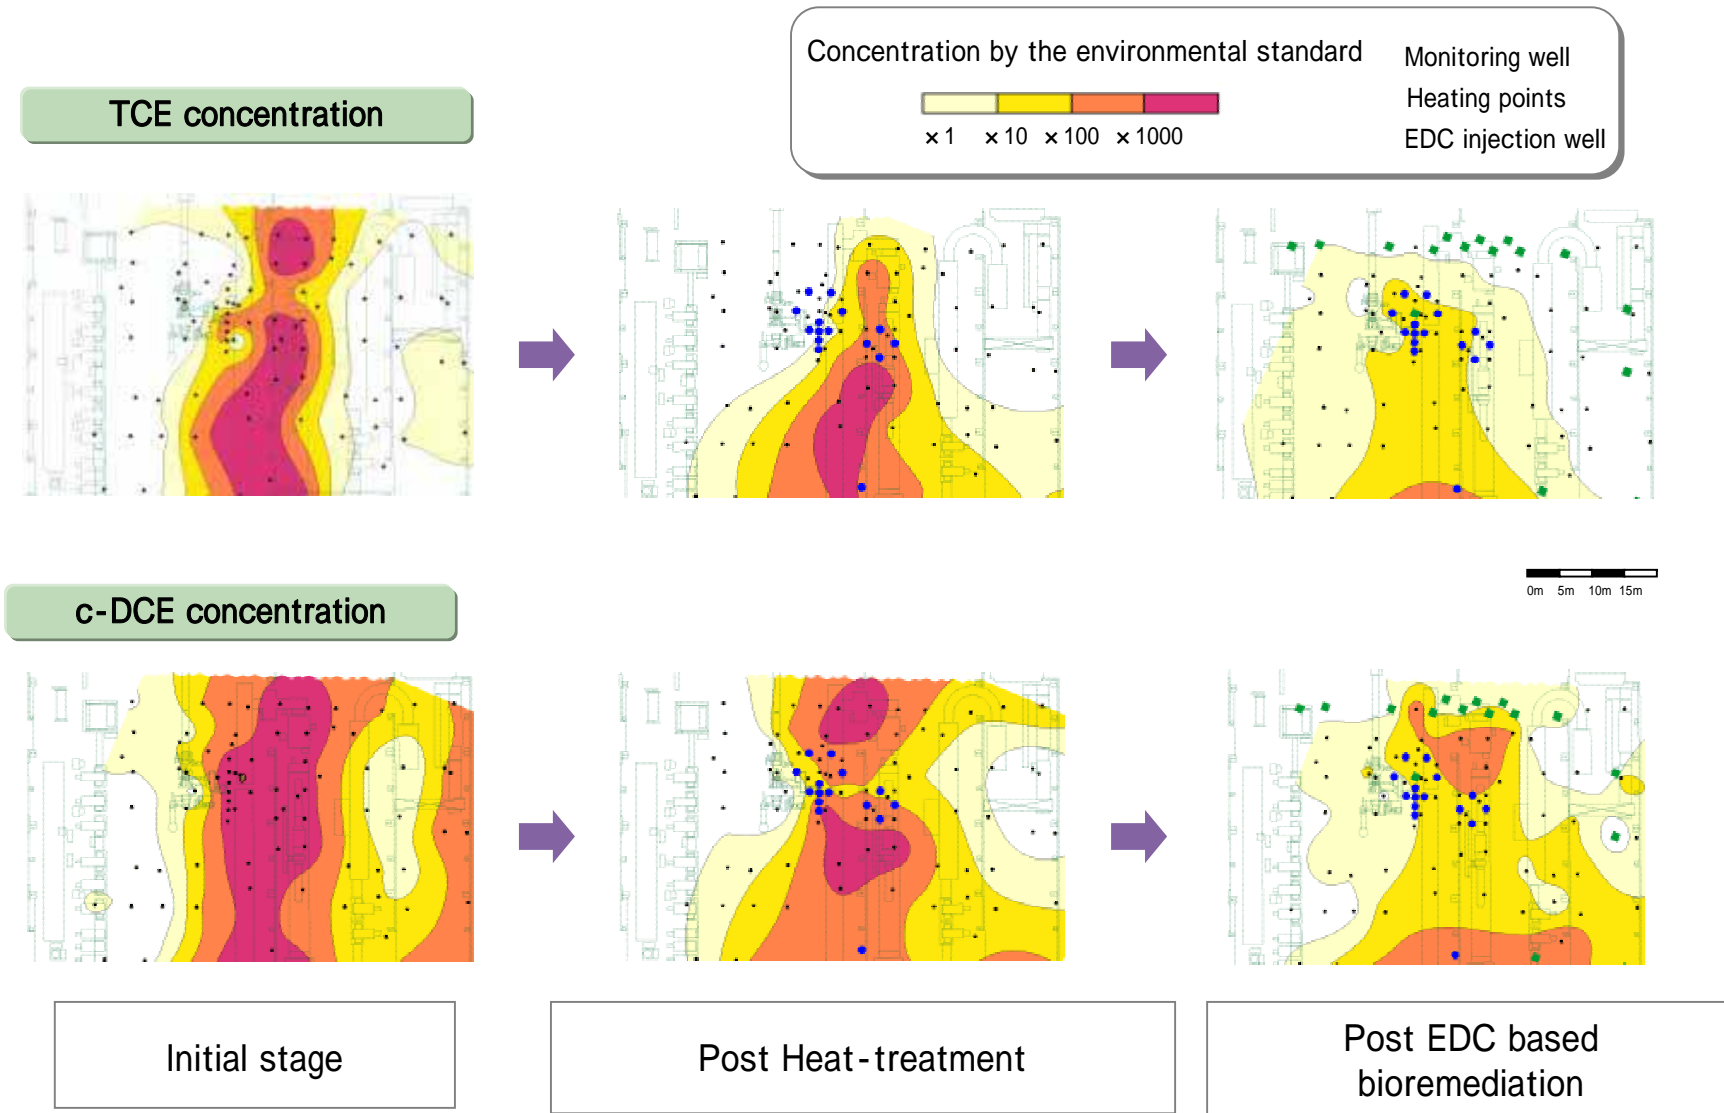 Concentration by the environmental standard
×1 ×10 ×100 ×1000
Monitoring well
Heating points
EDC injection well
TCE concentration
0m 5m 10m 15m
c-DCE concentration
Initial stage
Post Heat-treatment
Post EDC based
bioremediation